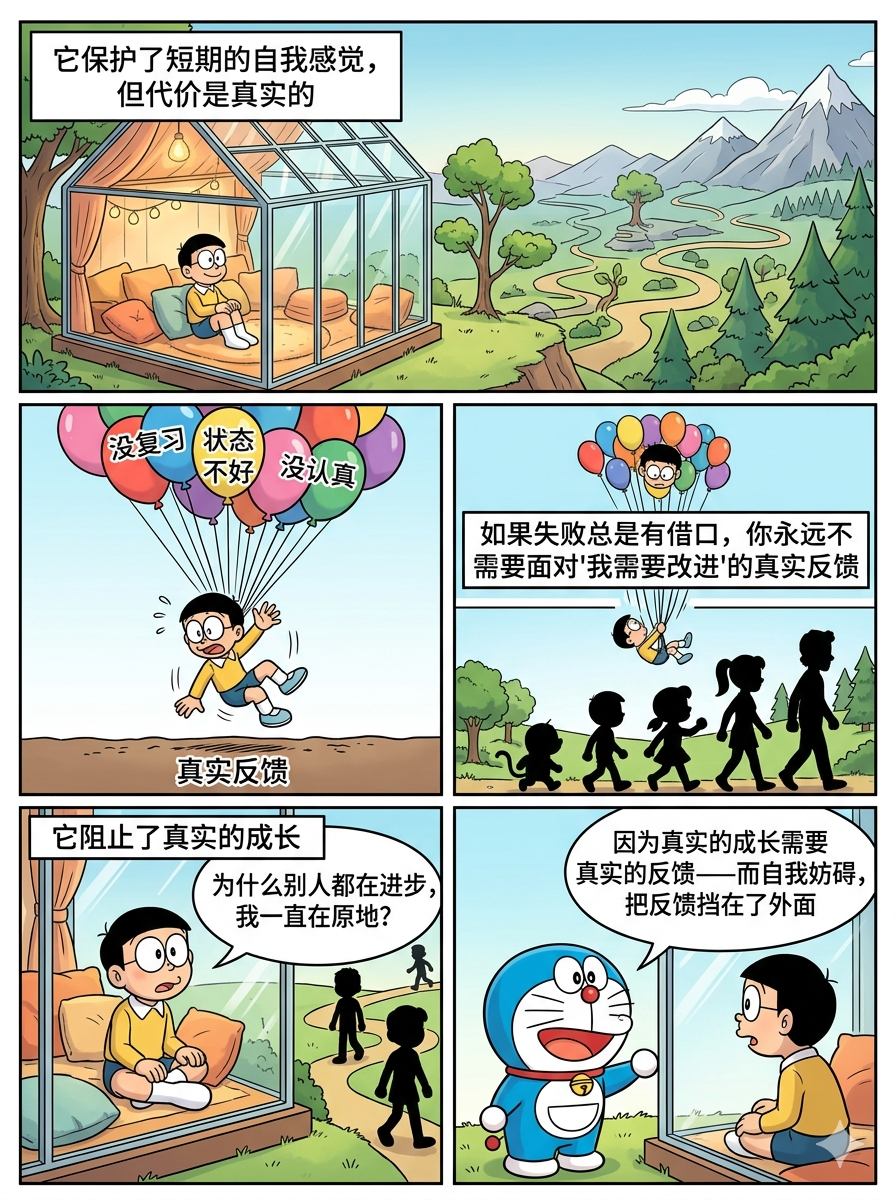 它保护了短期的自我感觉，
但代价是真实的
没复习
状态
不好
没认真
真实反馈
如果失败总是有借口，你永远不
需要面对'我需要改进'的真实反馈
它阻止了真实的成长
为什么别人都在进步，
我一直在原地？
因为真实的成长需要
真实的反馈——而自我妨碍，
把反馈挡在了外面